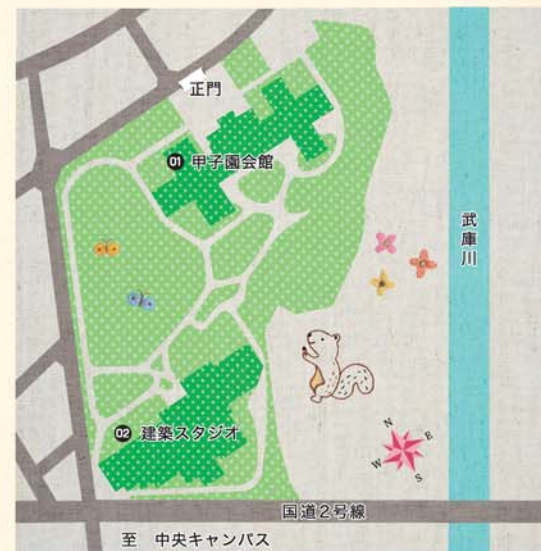 正門
01 甲子園会館
武庫川
02 建築スタジオ
N
E
W
S
国道2号線
至 中央キャンパス